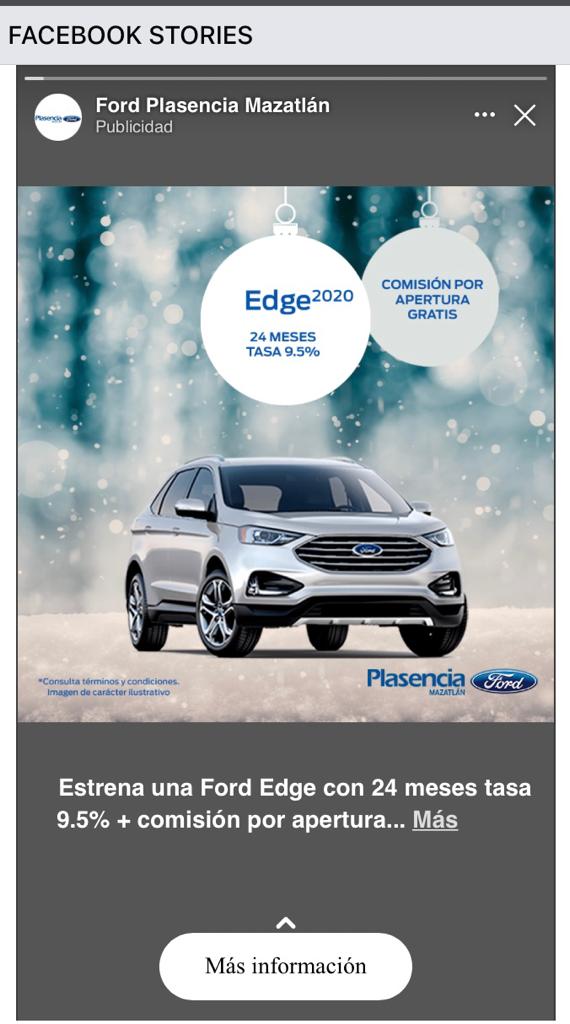 FACEBOOK STORIES
Ford Plasencia Mazatlán
Publicidad
Edge2020
24 MESES
TASA 9.5%
COMISIÓN POR
APERTURA
GRATIS
*Consulta términos y condiciones.
Imagen de carácter ilustrativo
Plasencia
MAZATLÁN
Ford
Estrena una Ford Edge con 24 meses tasa
9.5% + comisión por apertura... Más
Más información